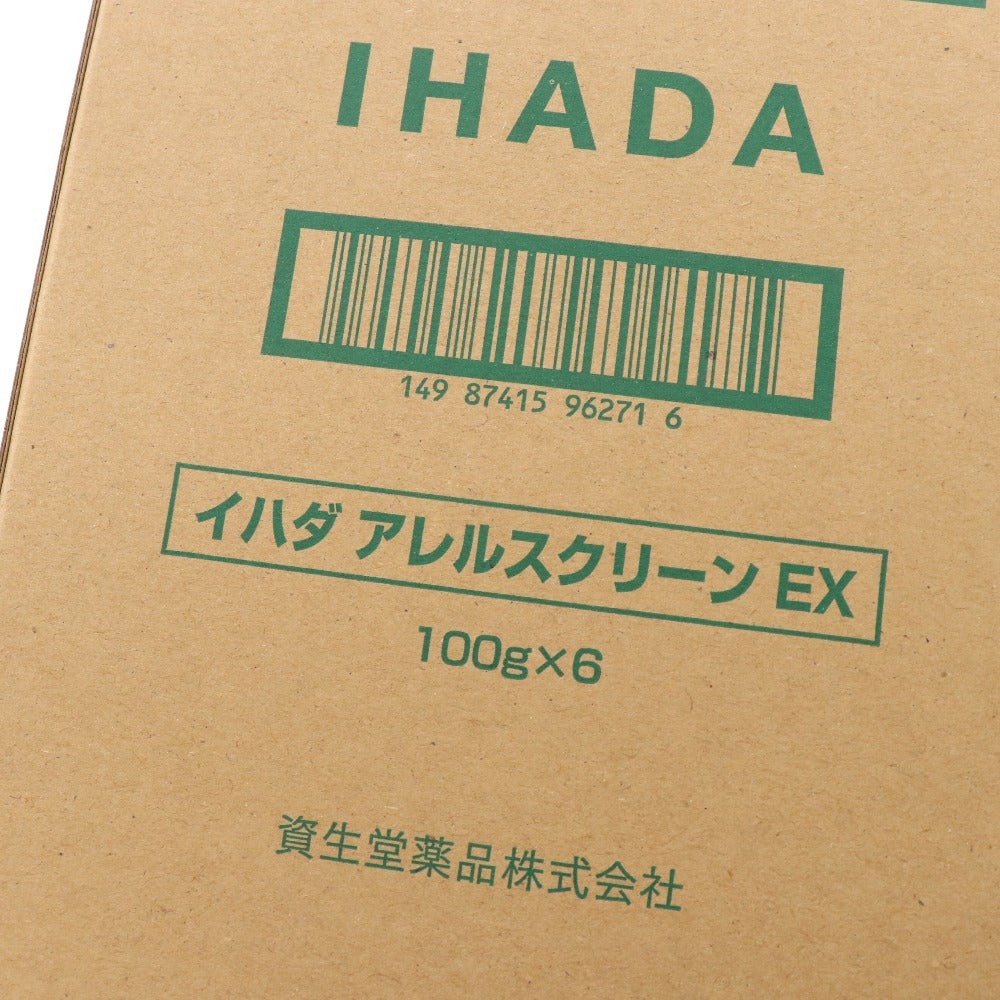 IHADA
149 87415 96271 6
イハダ アレルスクリーン EX
100g×6
資生堂薬品株式会社